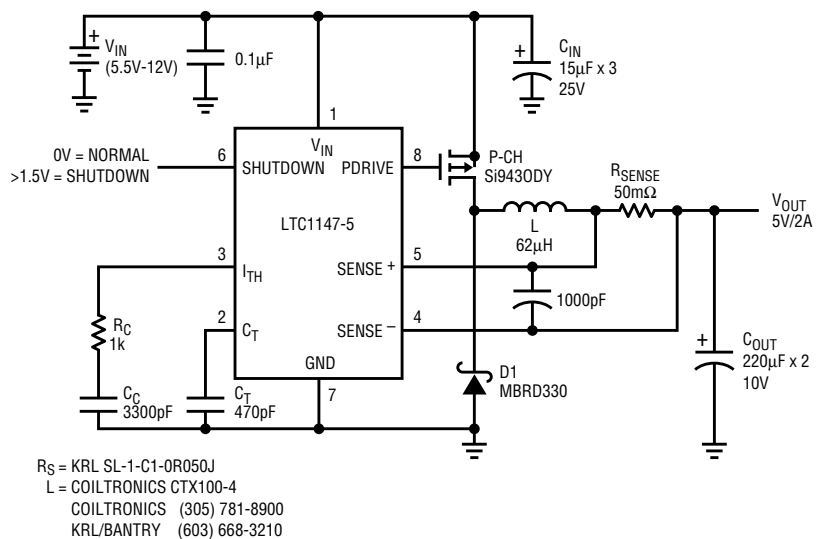 +
V_IN
(5.5V-12V)
0.1µF
+
C_IN
15µF x 3
25V
1
V_IN
0V = NORMAL
>1.5V = SHUTDOWN
6
SHUTDOWN
PDRIVE
8
P-CH
Si943ODY
R_SENSE
50mΩ
V_OUT
5V/2A
LTC1147-5
L
62µH
3
I_TH
SENSE +
5
1000pF
R_C
1k
2
C_T
SENSE –
4
+
C_OUT
220µF x 2
10V
GND
7
D1
MBRD330
C_C
3300pF
C_T
470pF
R_S = KRL SL-1-C1-0R050J
L = COILTRONICS CTX100-4
COILTRONICS (305) 781-8900
KRL/BANTRY (603) 668-3210